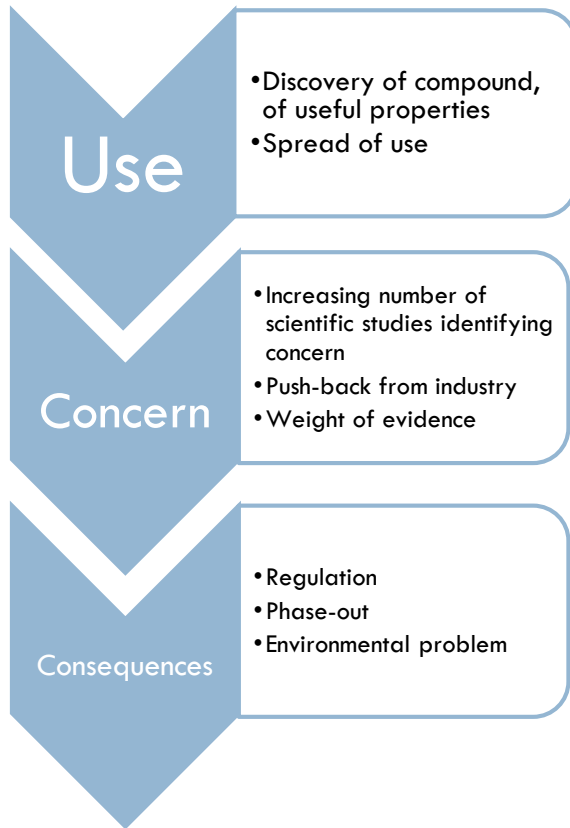 Use
•Discovery of compound,
of useful properties
•Spread of use
Concern
•Increasing number of
scientific studies identifying
concern
•Push-back from industry
•Weight of evidence
Consequences
•Regulation
•Phase-out
•Environmental problem